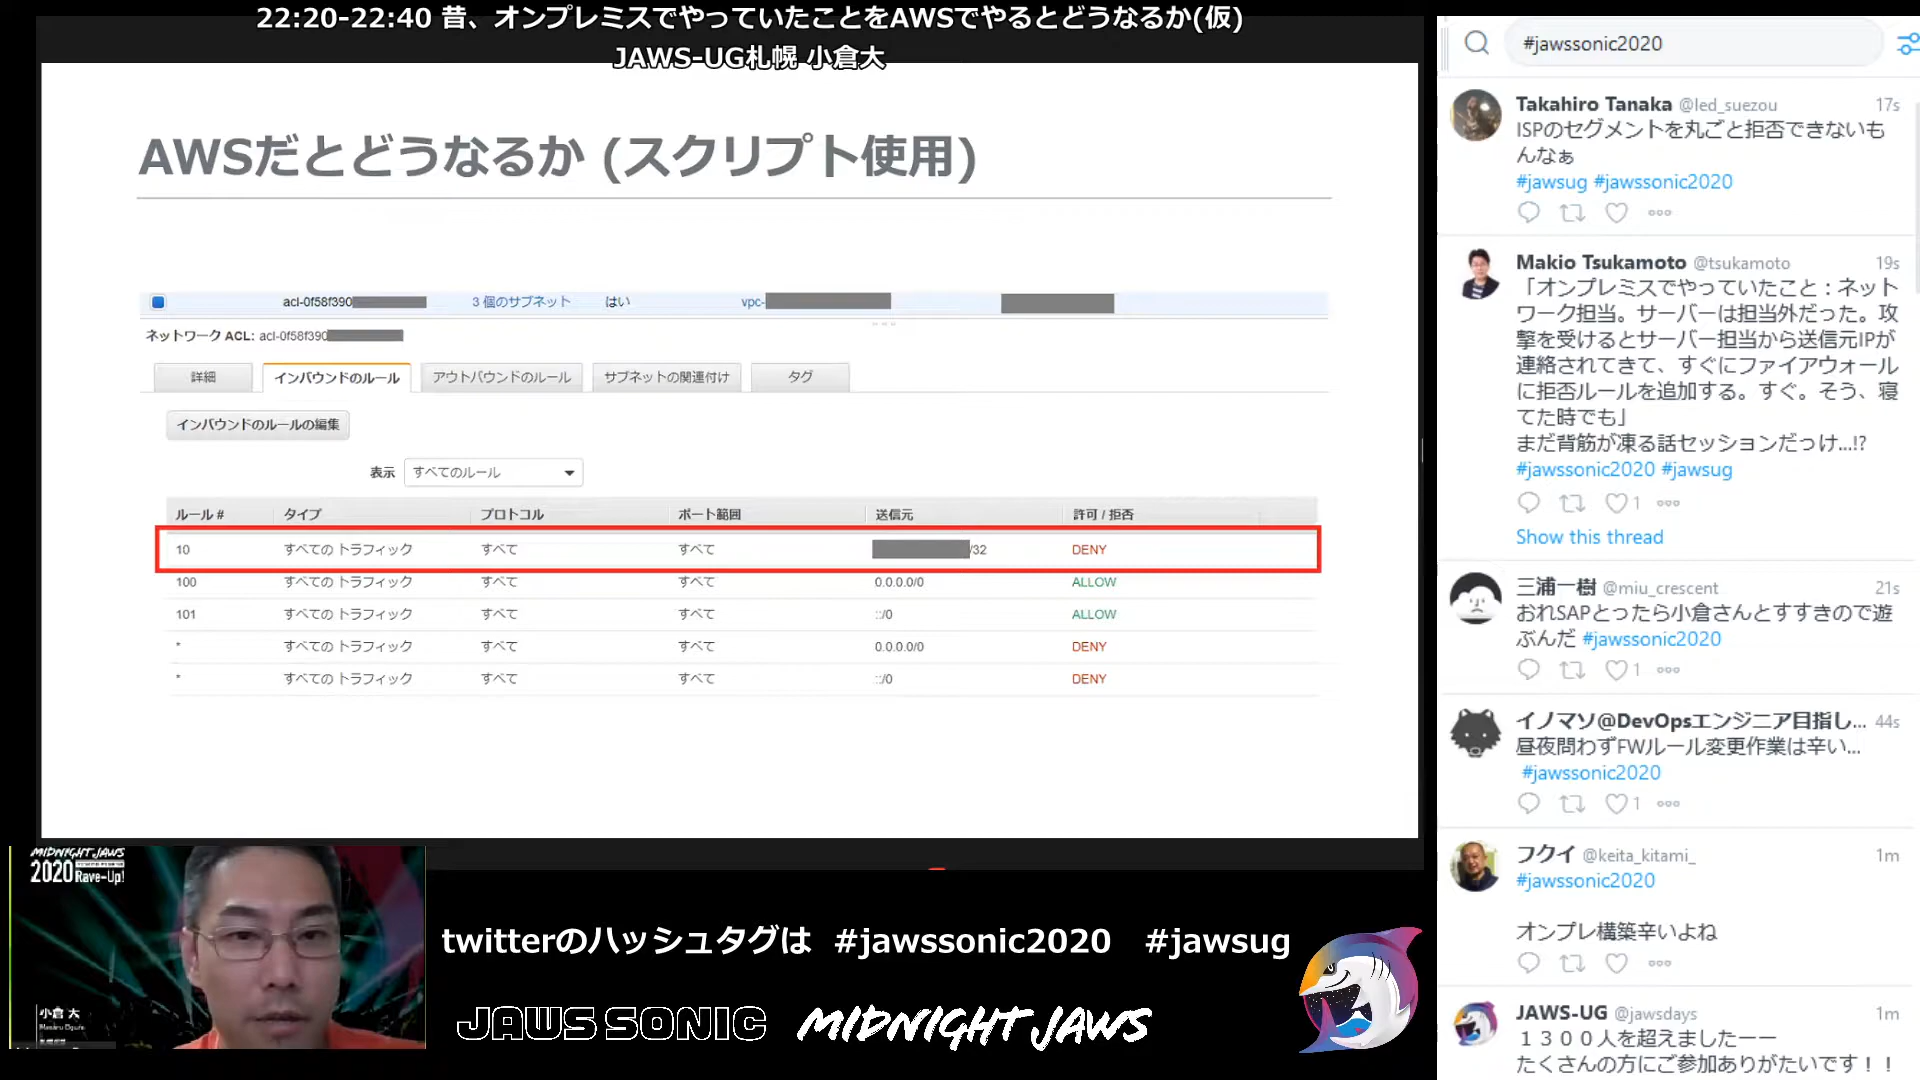 22:20-22:40 昔、オンプレミスでやっていたことをAWSでやるとどうなるか(仮)
JAWS-UG札幌 小倉大
AWSだとどうなるか (スクリプト使用)
acl-0f58f390 3 個のサブネット はい vpc-
ネットワーク ACL: acl-0f58f390
詳細 インバウンドのルール アウトバウンドのルール サブネットの関連付け タグ
インバウンドのルールの編集
表示 すべてのルール
ルール # タイプ プロトコル ポート範囲 送信元 許可 / 拒否
10 すべての トラフィック すべて すべて /32 DENY
100 すべての トラフィック すべて すべて 0.0.0.0/0 ALLOW
101 すべての トラフィック すべて すべて ::/0 ALLOW
* すべての トラフィック すべて すべて 0.0.0.0/0 DENY
* すべての トラフィック すべて すべて ::/0 DENY
MIDNIGHT JAWS
2020 Rave-Up!
小倉 大
Masaru Ogura
twitterのハッシュタグは #jawssonic2020 #jawsug
JAWS SONIC MIDNIGHT JAWS
#jawssonic2020
Takahiro Tanaka @led_suezou 17s
ISPのセグメントを丸ごと拒否できないも
んなぁ
#jawsug #jawssonic2020
Makio Tsukamoto @tsukamoto 19s
「オンプレミスでやっていたこと：ネット
ワーク担当。サーバーは担当外だった。攻
撃を受けるとサーバー担当から送信元IPが
連絡されてきて、すぐにファイアウォール
に拒否ルールを追加する。すぐ。そう、寝
てた時でも」
まだ背筋が凍る話セッションだっけ...!?
#jawssonic2020 #jawsug
1
Show this thread
三浦一樹 @miu_crescent 21s
おれSAPとったら小倉さんとすすきので遊
ぶんだ #jawssonic2020
1
イノマソ@DevOpsエンジニア目指し... 44s
昼夜問わずFWルール変更作業は辛い...
#jawssonic2020
1
フクイ @keita_kitami_ 1m
#jawssonic2020
オンプレ構築辛いよね
JAWS-UG @jawsdays 1m
１３００人を超えましたーー
たくさんの方にご参加ありがたいです！！